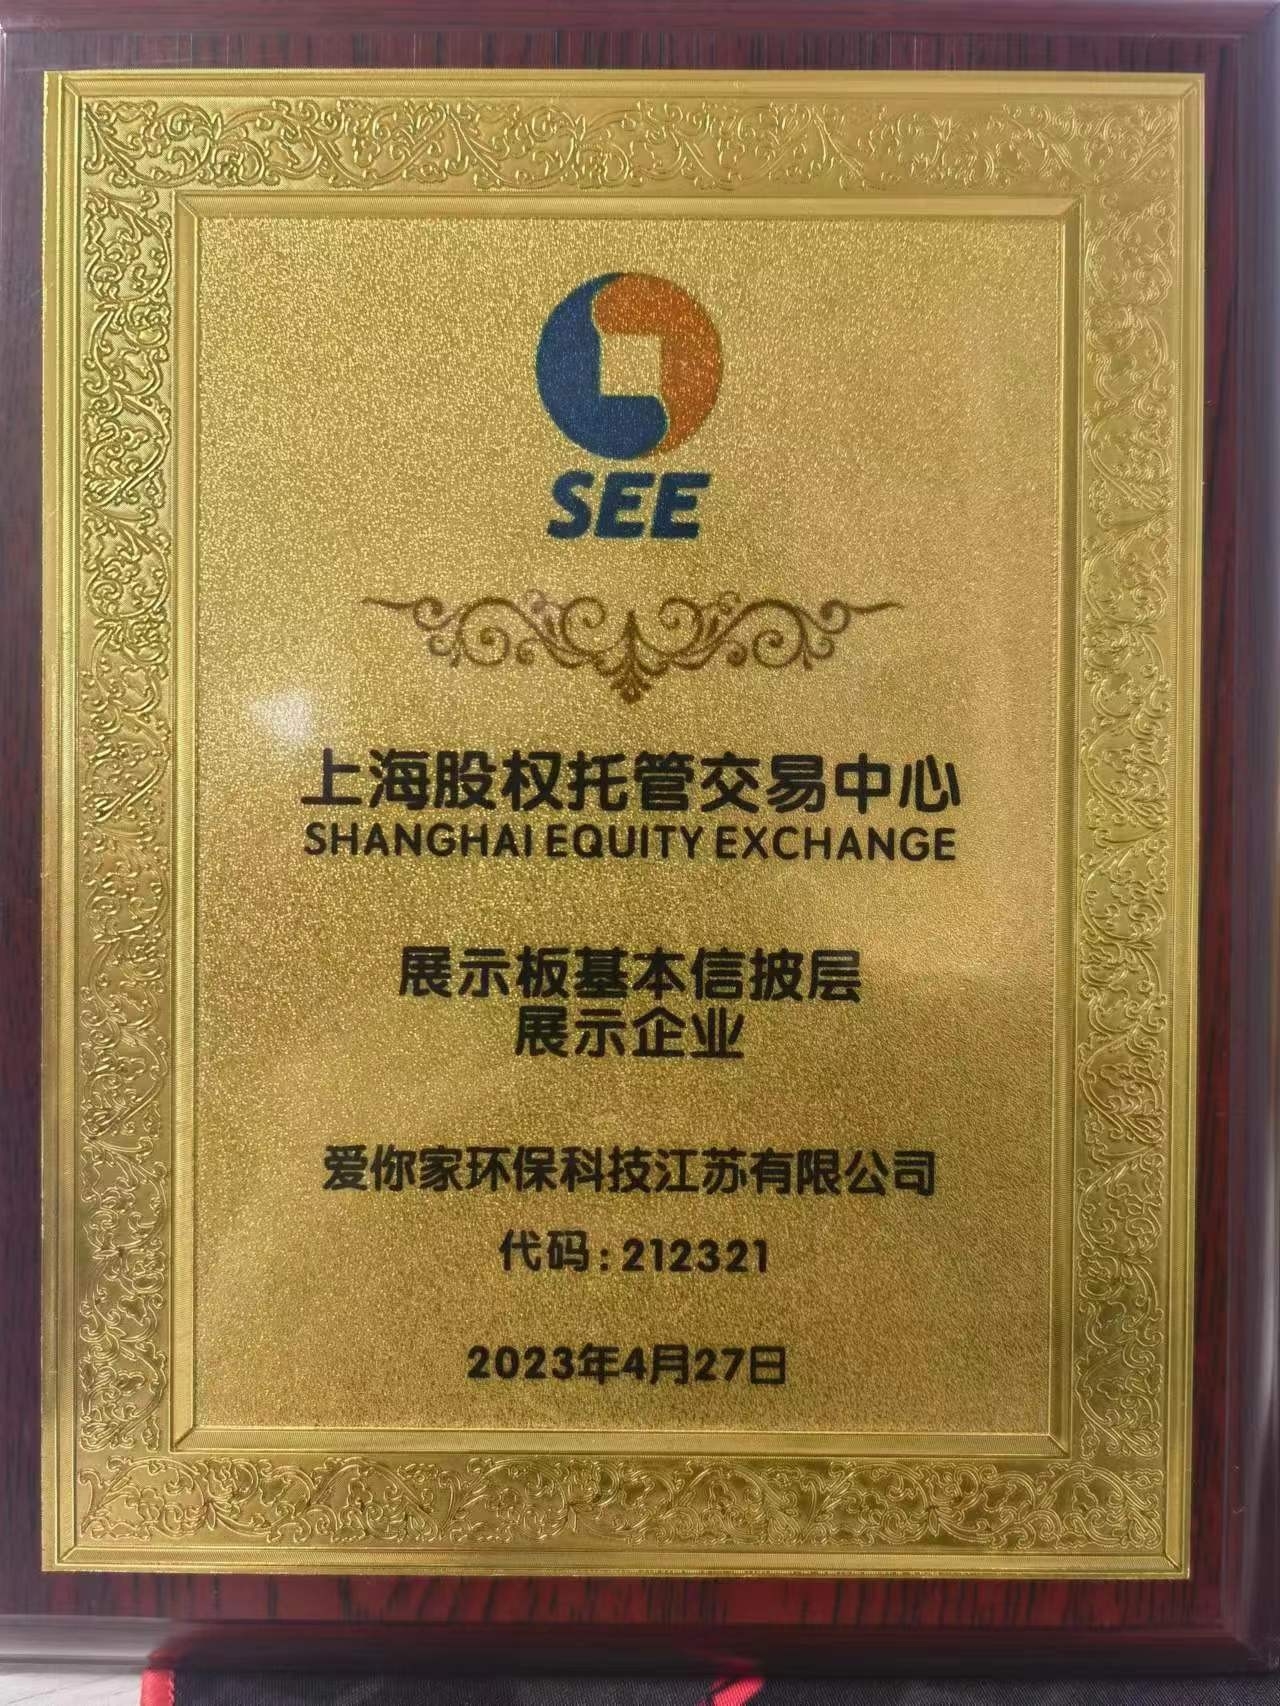 SEE
上海股权托管交易中心
SHANGHAI EQUITY EXCHANGE
展示板基本信披层
展示企业
爱你家环保科技江苏有限公司
代码:212321
2023年4月27日